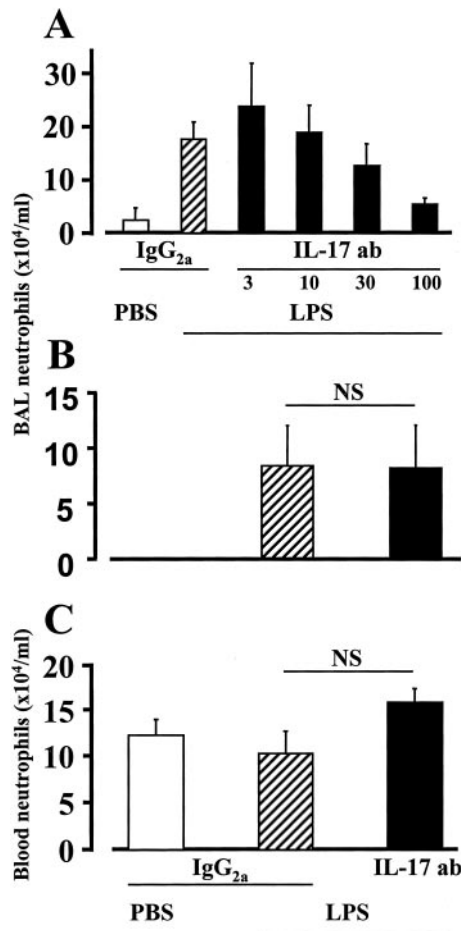 A
30
20
10
0
IgG2a IL-17 ab
3 10 30 100
PBS LPS
BAL neutrophils (x10⁴/ml)
B
NS
15
10
5
0
C
NS
20
15
10
5
0
Blood neutrophils (x10⁴/ml)
IgG2a IL-17 ab
PBS LPS